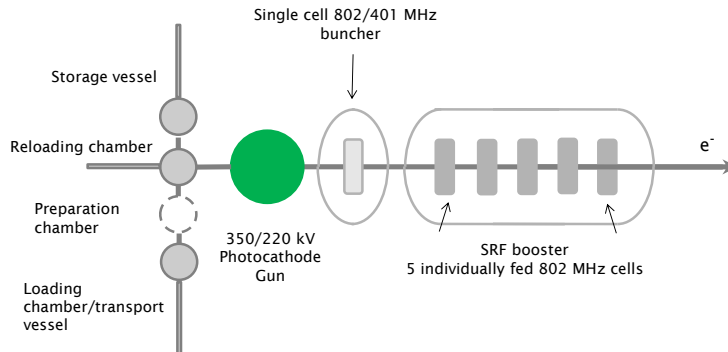 Single cell 802/401 MHz
buncher
Storage vessel
Reloading chamber
e-
Preparation
chamber
350/220 kV
Photocathode
Gun
SRF booster
5 individually fed 802 MHz cells
Loading
chamber/transport
vessel